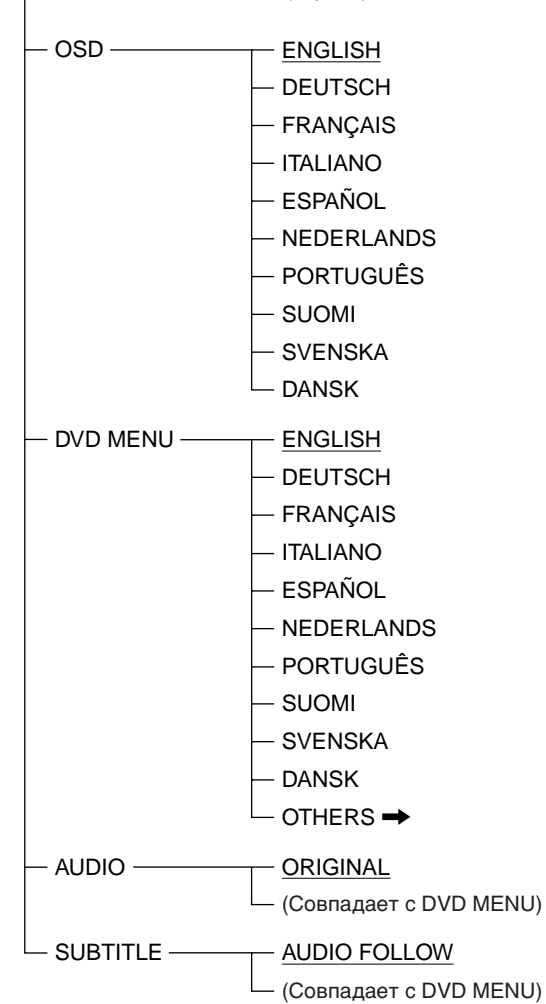 OSD ENGLISH
DEUTSCH
FRANÇAIS
ITALIANO
ESPAÑOL
NEDERLANDS
PORTUGUÊS
SUOMI
SVENSKA
DANSK
DVD MENU ENGLISH
DEUTSCH
FRANÇAIS
ITALIANO
ESPAÑOL
NEDERLANDS
PORTUGUÊS
SUOMI
SVENSKA
DANSK
OTHERS ➡
AUDIO ORIGINAL
(Совпадает с DVD MENU)
SUBTITLE AUDIO FOLLOW
(Совпадает с DVD MENU)